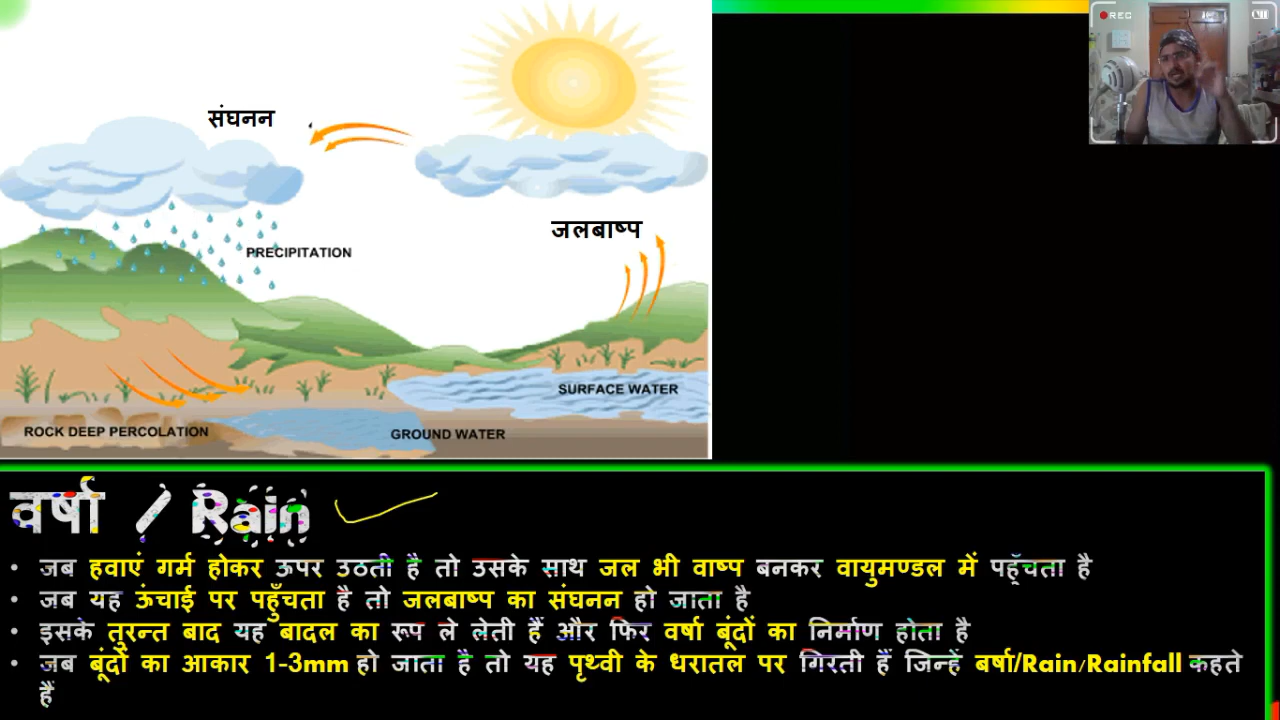 REC
संघनन
जलबाष्प
PRECIPITATION
SURFACE WATER
ROCK DEEP PERCOLATION
GROUND WATER
वर्षा / Rain
• जब हवाएं गर्म होकर ऊपर उठती है तो उसके साथ जल भी वाष्प बनकर वायुमण्डल में पहूँचता है
• जब यह ऊंचाई पर पहुँचता है तो जलबाष्प का संघनन हो जाता है
• इसके तुरन्त बाद यह बादल का रूप ले लेती हैं और फिर वर्षा बूंदों का निर्माण होता है
• जब बूंदों का आकार 1-3mm हो जाता है तो यह पृथ्वी के धरातल पर गिरती हैं जिन्हें बर्षा/Rain/Rainfall कहते
हैं